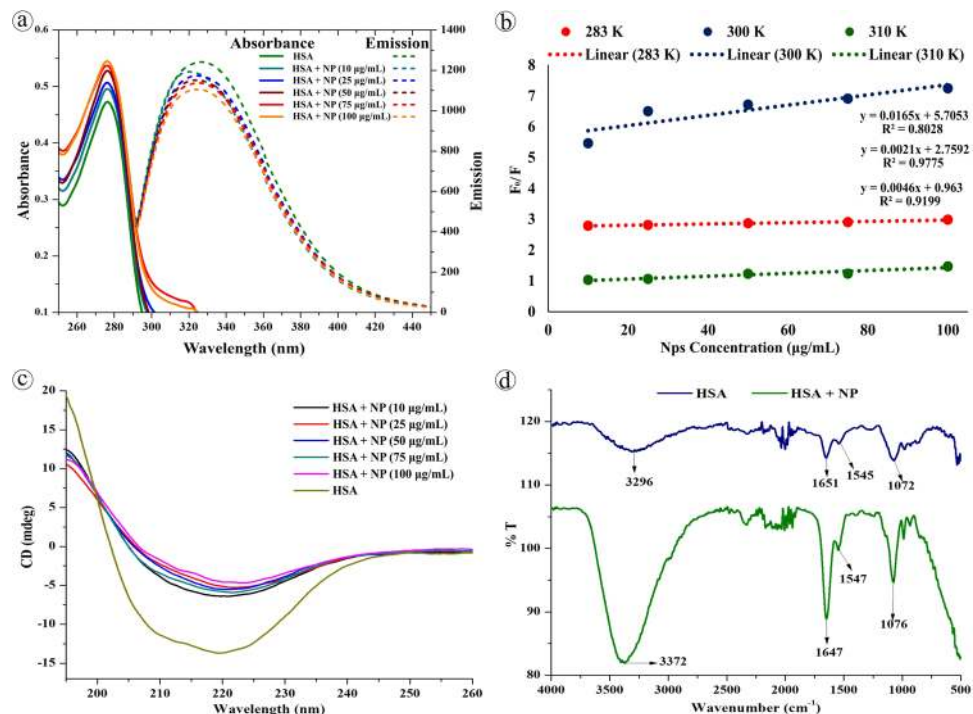 a
Absorbance Emission
HSA
HSA + NP (10 µg/mL)
HSA + NP (25 µg/mL)
HSA + NP (50 µg/mL)
HSA + NP (75 µg/mL)
HSA + NP (100 µg/mL)
0.6
0.5
0.4
0.3
0.2
0.1
Absorbance
1400
1200
1000
800
600
400
200
0
Emission
260 280 300 320 340 360 380 400 420 440
Wavelength (nm)
b
283 K 300 K 310 K
Linear (283 K) Linear (300 K) Linear (310 K)
8
7
6
5
4
3
2
1
0
F₀/ F
y = 0.0165x + 5.7053
R² = 0.8028
y = 0.0021x + 2.7592
R² = 0.9775
y = 0.0046x + 0.963
R² = 0.9199
0 20 40 60 80 100
Nps Concentration (µg/mL)
c
HSA + NP (10 µg/mL)
HSA + NP (25 µg/mL)
HSA + NP (50 µg/mL)
HSA + NP (75 µg/mL)
HSA + NP (100 µg/mL)
HSA
20
15
10
5
0
-5
-10
-15
CD (mdeg)
200 210 220 230 240 250 260
Wavelength (nm)
d
HSA HSA + NP
120
110
100
90
80
% T
3296
1651
1545
1072
3372
1647
1547
1076
4000 3500 3000 2500 2000 1500 1000 500
Wavenumber (cm⁻¹)